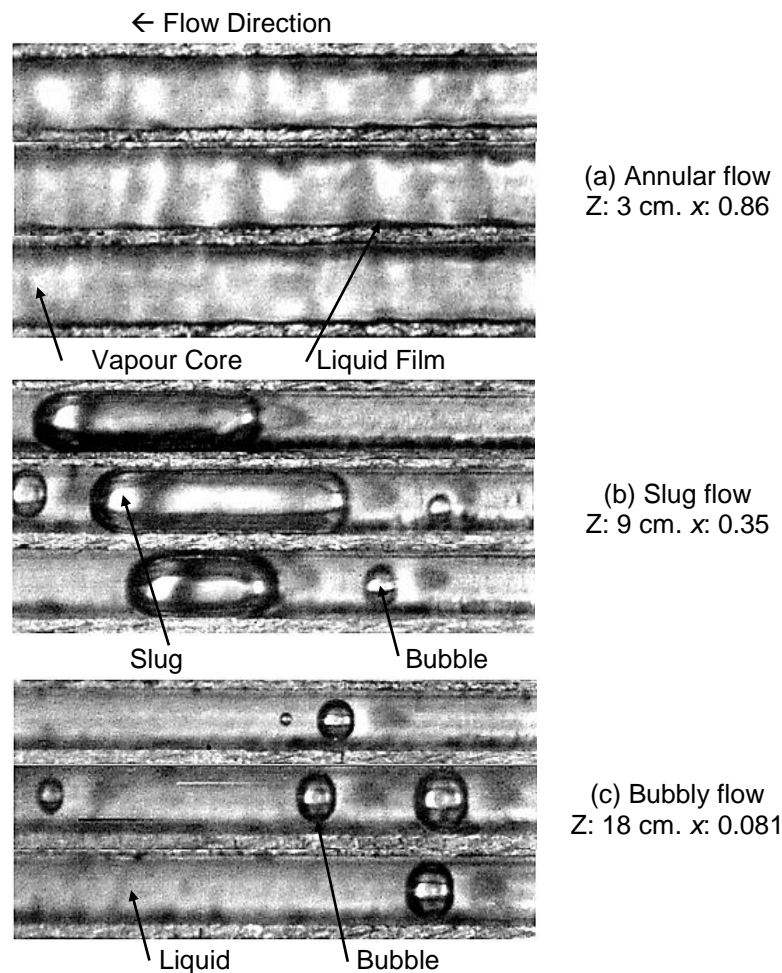 ← Flow Direction
(a) Annular flow
Z: 3 cm. x: 0.86
Vapour Core
Liquid Film
(b) Slug flow
Z: 9 cm. x: 0.35
Slug
Bubble
(c) Bubbly flow
Z: 18 cm. x: 0.081
Liquid
Bubble